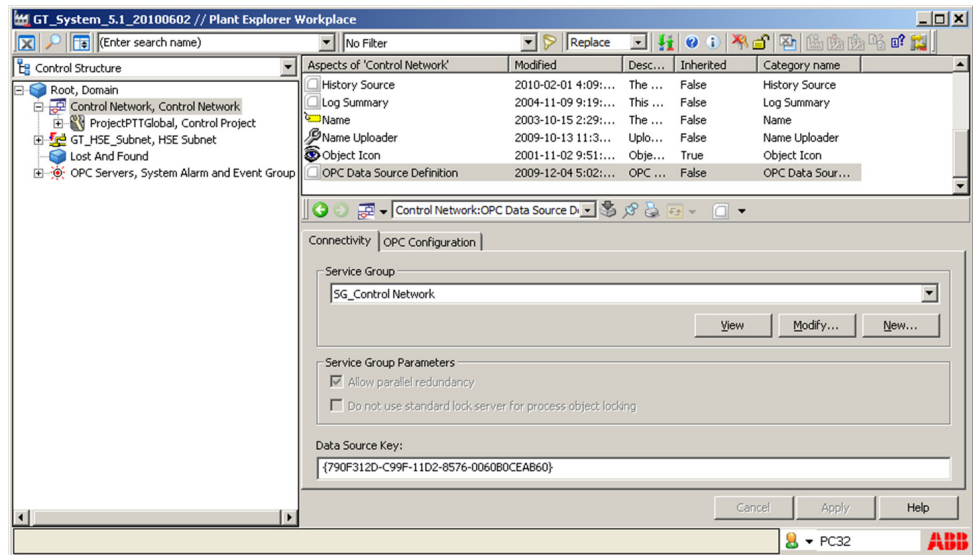 GT_System_5.1_20100602 // Plant Explorer Workplace
(Enter search name) No Filter Replace
Control Structure
Root, Domain
Control Network, Control Network
ProjectPTTGlobal, Control Project
GT_HSE_Subnet, HSE Subnet
Lost And Found
OPC Servers, System Alarm and Event Group
Aspects of 'Control Network' Modified Desc... Inherited Category name
History Source 2010-02-01 4:09:... The ... False History Source
Log Summary 2004-11-09 9:19:... This ... False Log Summary
Name 2003-10-15 2:29:... The ... False Name
Name Uploader 2009-10-13 11:3... Uplo... False Name Uploader
Object Icon 2001-11-02 9:51:... Obje... True Object Icon
OPC Data Source Definition 2009-12-04 5:02:... OPC ... False OPC Data Sour...
Control Network:OPC Data Source D
Connectivity OPC Configuration
Service Group
SG_Control Network
View Modify... New...
Service Group Parameters
Allow parallel redundancy
Do not use standard lock server for process object locking
Data Source Key:
{790F312D-C99F-11D2-8576-0060B0CEAB60}
Cancel Apply Help
PC32 ABB